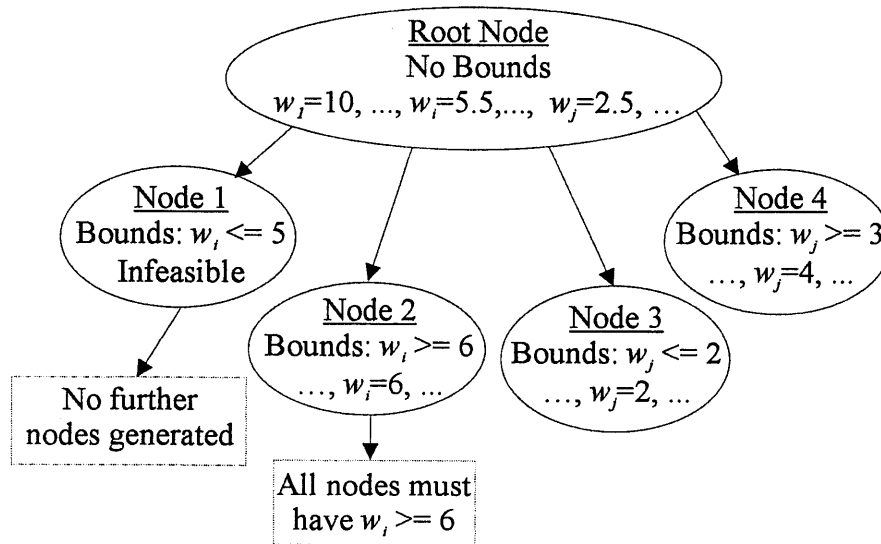 Root Node
No Bounds
w₁=10, ..., wᵢ=5.5,..., wⱼ=2.5, ...
Node 1
Bounds: wᵢ <= 5
Infeasible
Node 2
Bounds: wᵢ >= 6
..., wᵢ=6, ...
Node 3
Bounds: wⱼ <= 2
..., wⱼ=2, ...
Node 4
Bounds: wⱼ >= 3
..., wⱼ=4, ...
No further
nodes generated
All nodes must
have wᵢ >= 6